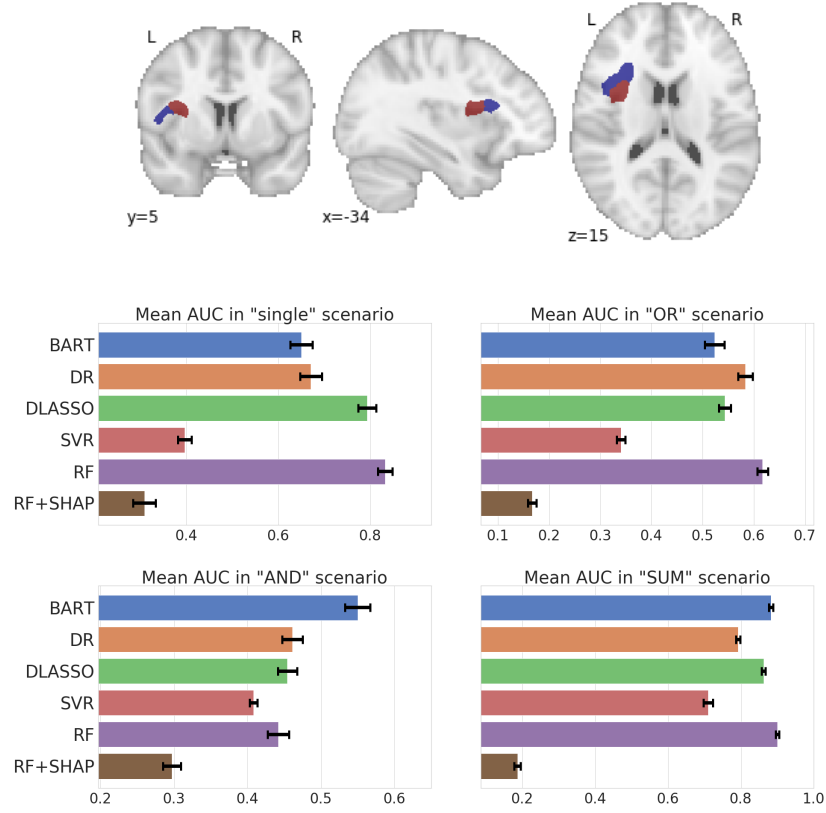 L R
y=5
x=-34
L R
z=15
Mean AUC in "single" scenario
BART
DR
DLASSO
SVR
RF
RF+SHAP
0.4 0.6 0.8
Mean AUC in "OR" scenario
0.1 0.2 0.3 0.4 0.5 0.6 0.7
Mean AUC in "AND" scenario
BART
DR
DLASSO
SVR
RF
RF+SHAP
0.2 0.3 0.4 0.5 0.6
Mean AUC in "SUM" scenario
0.2 0.4 0.6 0.8 1.0